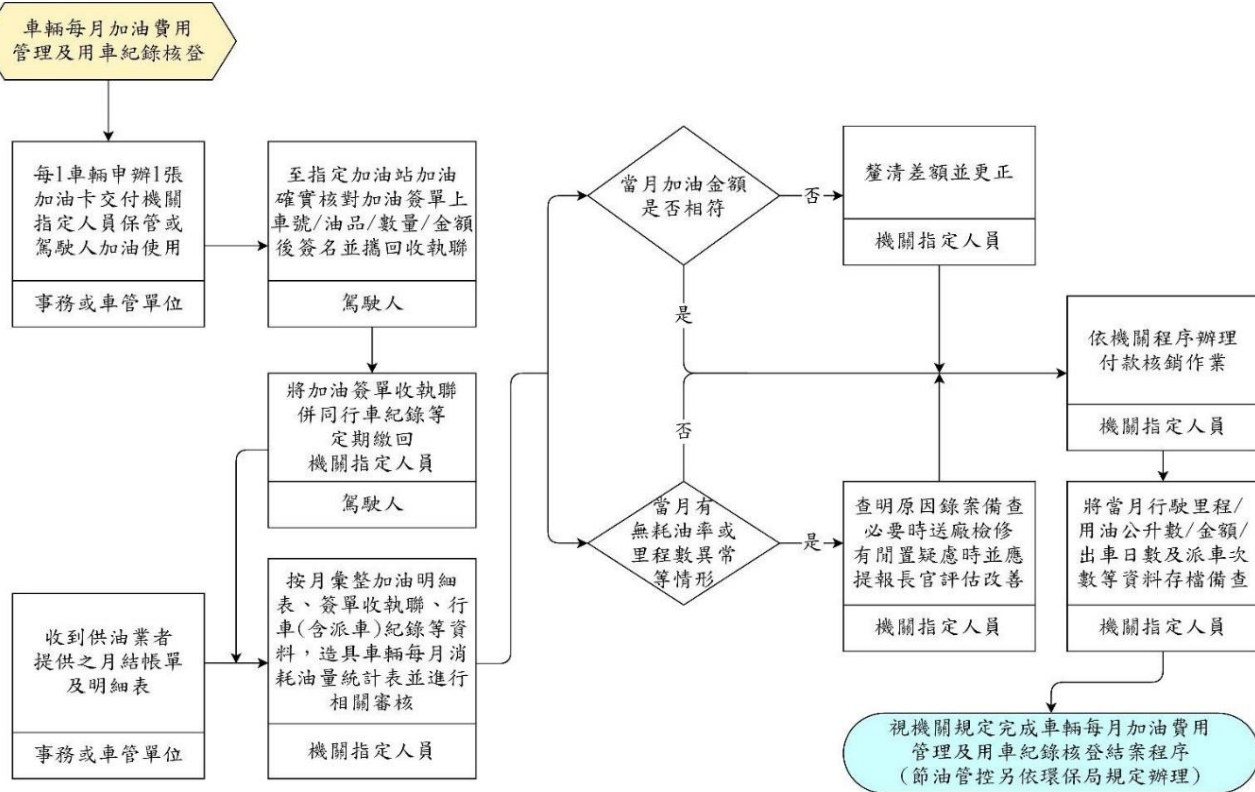 車輛每月加油費用
管理及用車紀錄核登
每1車輛申辦1張
加油卡交付機關
指定人員保管或
駕駛人加油使用
事務或車管單位
至指定加油站加油
確實核對加油簽單上
車號/油品/數量/金額
後簽名並攜回收執聯
駕駛人
將加油簽單收執聯
併同行車紀錄等
定期繳回
機關指定人員
駕駛人
收到供油業者
提供之月結帳單
及明細表
事務或車管單位
按月彙整加油明細
表、簽單收執聯、行
車(含派車)紀錄等資
料，造具車輛每月消
耗油量統計表並進行
相關審核
機關指定人員
當月加油金額
是否相符
否
是
釐清差額並更正
機關指定人員
當月有
無耗油率或
里程數異常
等情形
否
是
查明原因錄案備查
必要時送廠檢修
有閒置疑慮時並應
提報長官評估改善
機關指定人員
依機關程序辦理
付款核銷作業
機關指定人員
將當月行駛里程/
用油公升數/金額/
出車日數及派車次
數等資料存檔備查
機關指定人員
視機關規定完成車輛每月加油費用
管理及用車紀錄核登結案程序
(節油管控另依環保局規定辦理)